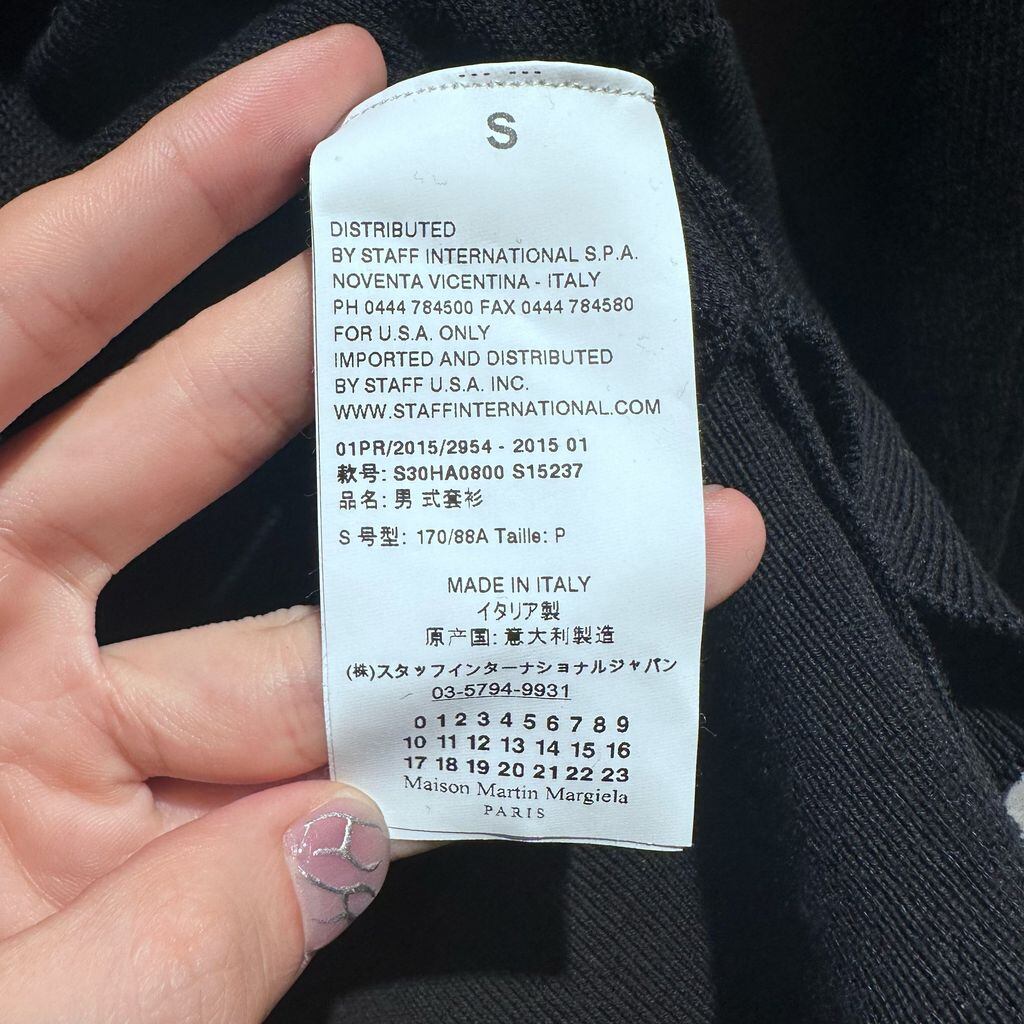 S
DISTRIBUTED
BY STAFF INTERNATIONAL S.P.A.
NOVENTA VICENTINA - ITALY
PH 0444 784500 FAX 0444 784580
FOR U.S.A. ONLY
IMPORTED AND DISTRIBUTED
BY STAFF U.S.A. INC.
WWW.STAFFINTERNATIONAL.COM
01PR/2015/2954 - 2015 01
款号: S30HA0800 S15237
品名: 男 式套衫
S 号型: 170/88A Taille: P
MADE IN ITALY
イタリア製
原产国: 意大利製造
(株)スタッフインターナショナルジャパン
03-5794-9931
0 1 2 3 4 5 6 7 8 9
10 11 12 13 14 15 16
17 18 19 20 21 22 23
Maison Martin Margiela
PARIS